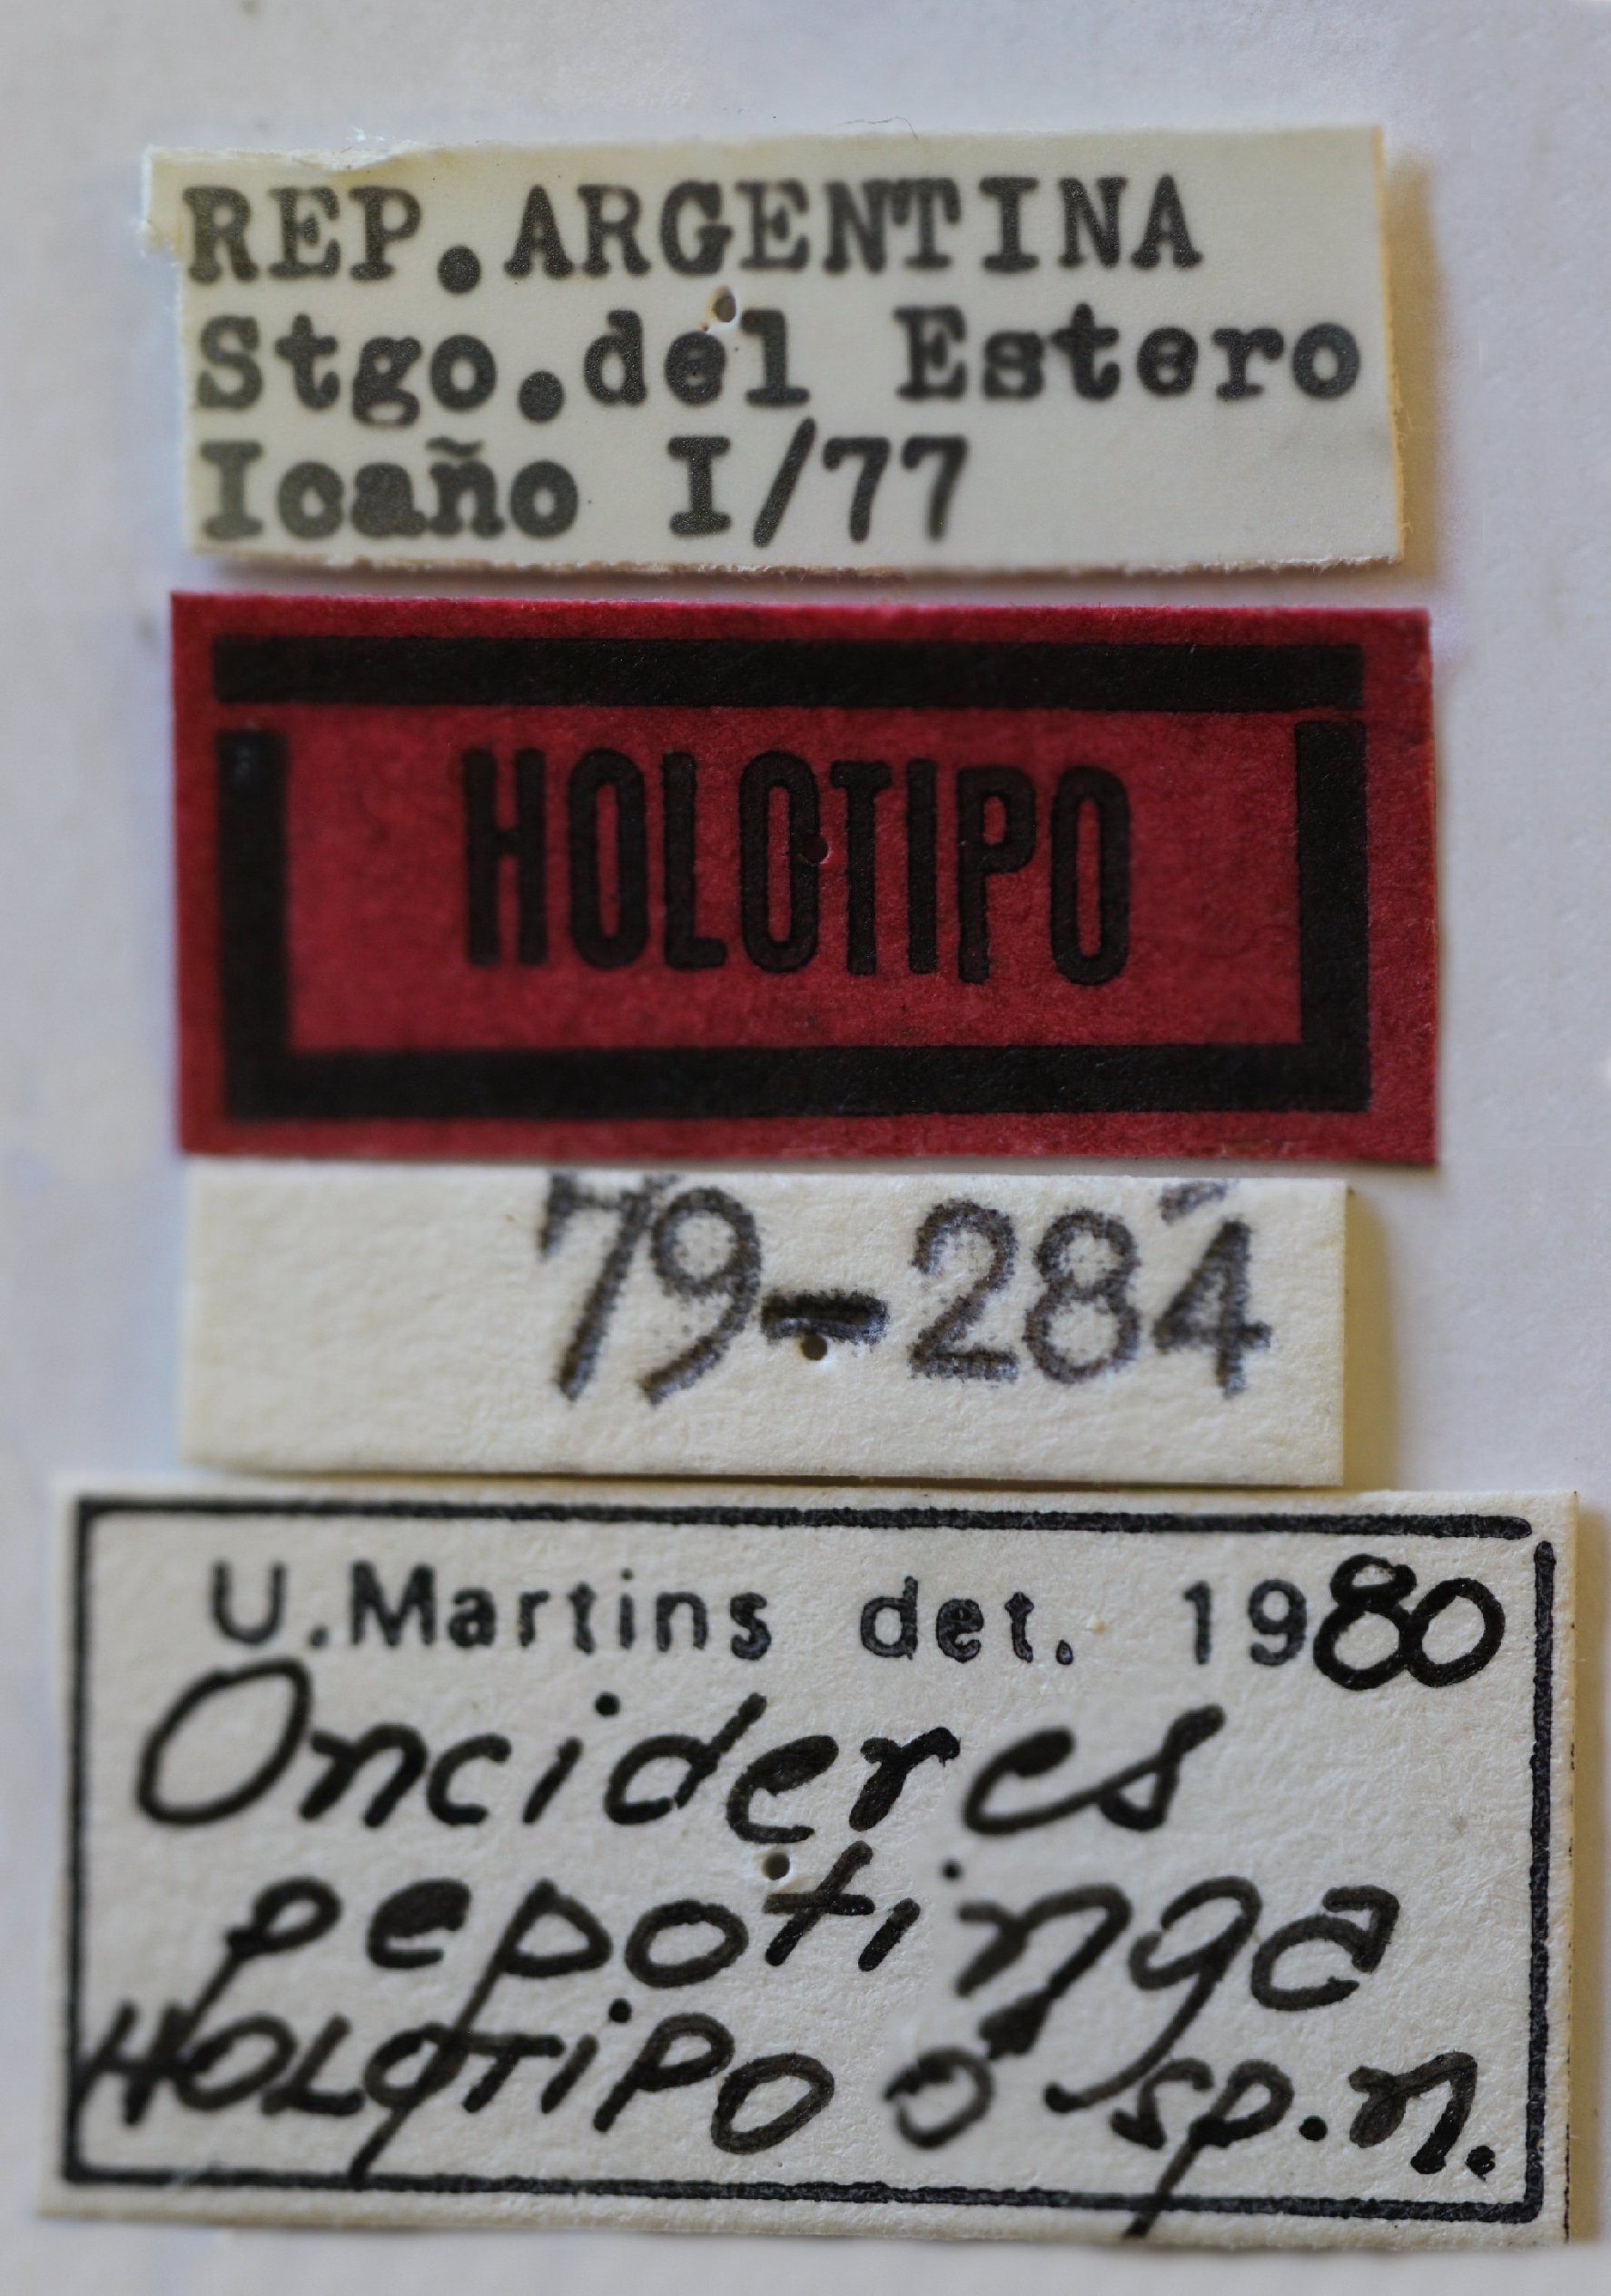 REP.ARGENTINA
Stgo.del Estero
Icaño I/77
HOLOTIPO
79-284
U.Martins det. 1980
Oncideres
pepotinga
HOLOTIPO ♂ sp.n.